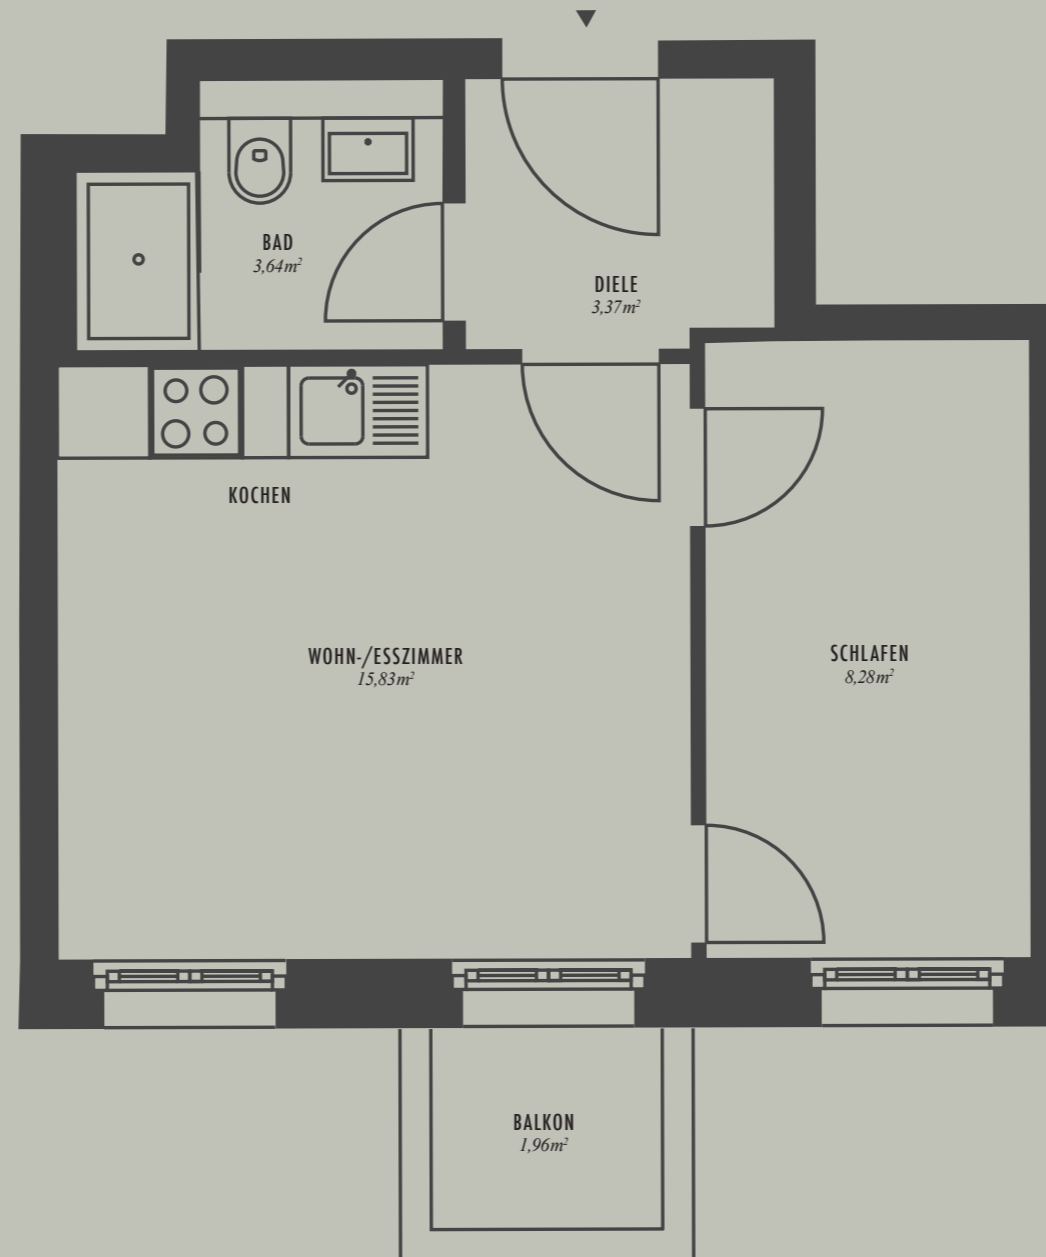 BAD
3,64m²
DIELE
3,37m²
KOCHEN
WOHN-/ESSZIMMER
15,83m²
SCHLAFEN
8,28m²
BALKON
1,96m²